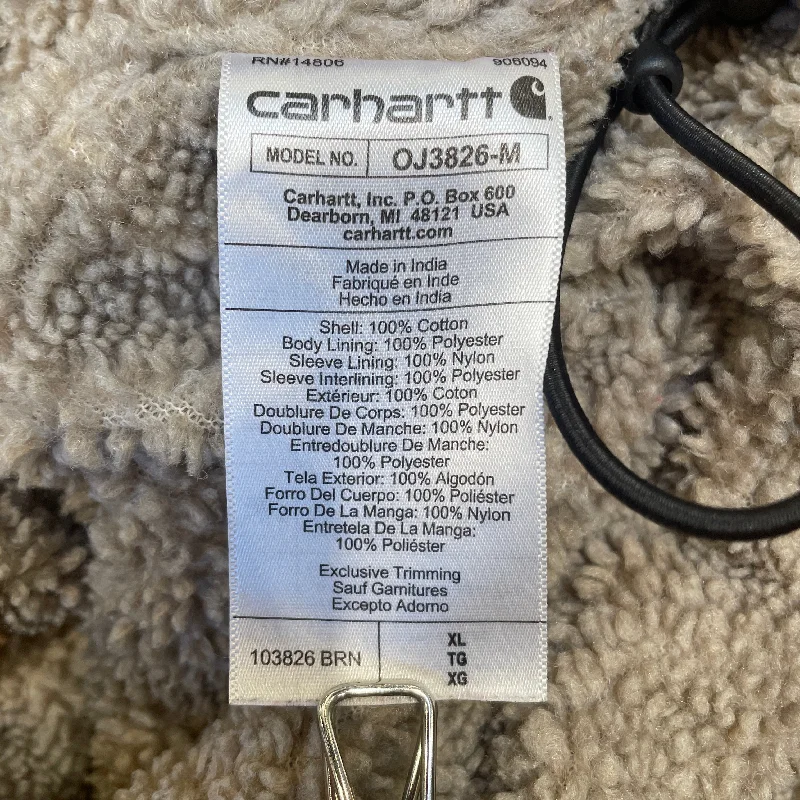 RN#14806 906094
carhartt
MODEL NO. OJ3826-M
Carhartt, Inc. P.O. Box 600
Dearborn, MI 48121 USA
carhartt.com
Made in India
Fabriqué en Inde
Hecho en India
Shell: 100% Cotton
Body Lining: 100% Polyester
Sleeve Lining: 100% Nylon
Sleeve Interlining: 100% Polyester
Extérieur: 100% Coton
Doublure De Corps: 100% Polyester
Doublure De Manche: 100% Nylon
Entredoublure De Manche:
100% Polyester
Tela Exterior: 100% Algodón
Forro Del Cuerpo: 100% Poliéster
Forro De La Manga: 100% Nylon
Entretela De La Manga:
100% Poliéster
Exclusive Trimming
Sauf Garnitures
Excepto Adorno
103826 BRN
XL
TG
XG